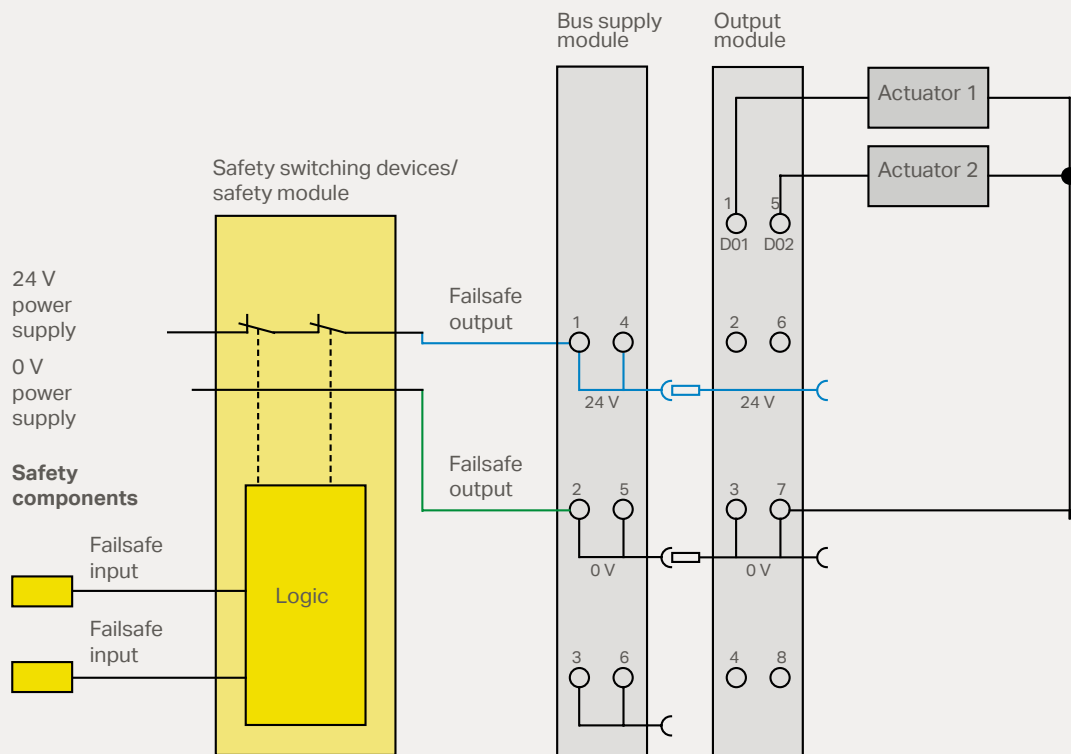 Bus supply
module
Output
module
Actuator 1
Actuator 2
Safety switching devices/
safety module
1
5
D01
D02
24 V
power
supply
Failsafe
output
1
4
2
6
24 V
24 V
0 V
power
supply
Safety
components
Failsafe
output
2
5
3
7
0 V
0 V
Failsafe
input
Logic
Failsafe
input
3
6
4
8